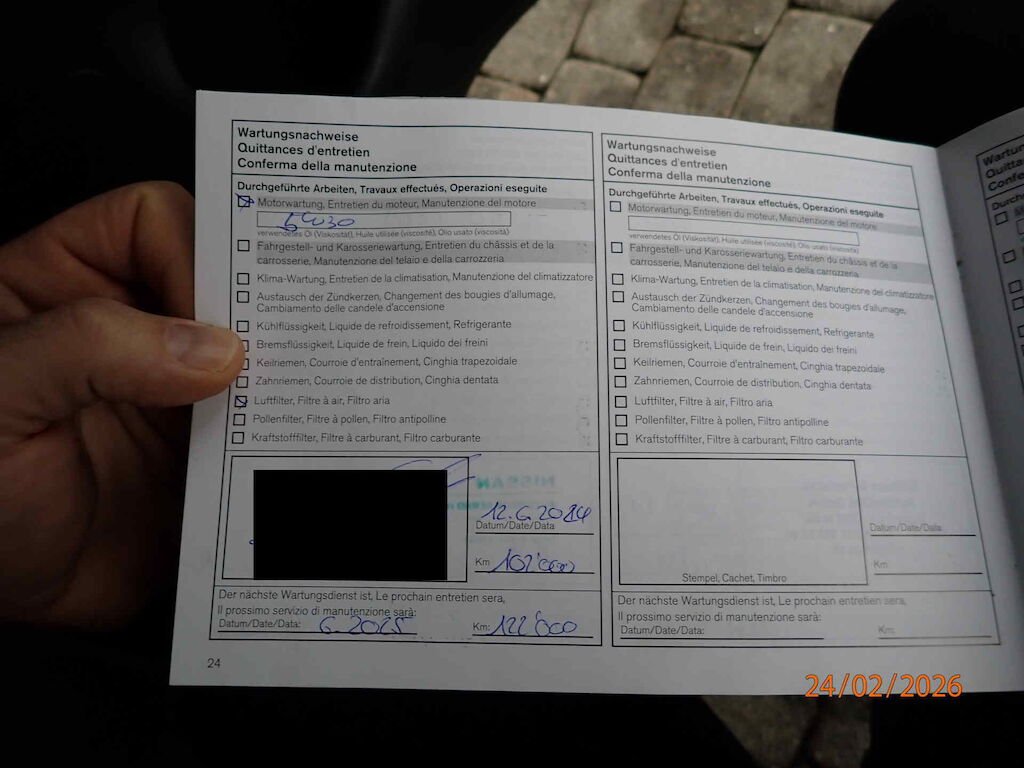 Wartungsnachweise
Quittances d'entretien
Conferma della manutenzione
Durchgeführte Arbeiten, Travaux effectués, Operazioni eseguite
Motorwartung, Entretien du moteur, Manutenzione del motore
5W30
verwendetes Öl (Viskosität), Huile utilisée (viscosité), Olio usato (viscosità)
Fahrgestell- und Karosseriewartung, Entretien du châssis et de la
carrosserie, Manutenzione del telaio e della carrozzeria
Klima-Wartung, Entretien de la climatisation, Manutenzione del climatizzatore
Austausch der Zündkerzen, Changement des bougies d'allumage,
Cambiamento delle candele d'accensione
Kühlflüssigkeit, Liquide de refroidissement, Refrigerante
Bremsflüssigkeit, Liquide de frein, Liquido dei freini
Keilriemen, Courroie d'entraînement, Cinghia trapezoidale
Zahnriemen, Courroie de distribution, Cinghia dentata
Luftfilter, Filtre à air, Filtro aria
Pollenfilter, Filtre à pollen, Filtro antipolline
Kraftstofffilter, Filtre à carburant, Filtro carburante
NISSAN
12.6.2024
Datum/Date/Data
Km 102'000
Der nächste Wartungsdienst ist, Le prochain entretien sera,
Il prossimo servizio di manutenzione sarà:
Datum/Date/Data: 6.2025 Km: 122'000
24
Wartungsnachweise
Quittances d'entretien
Conferma della manutenzione
Durchgeführte Arbeiten, Travaux effectués, Operazioni eseguite
Motorwartung, Entretien du moteur, Manutenzione del motore
verwendetes Öl (Viskosität), Huile utilisée (viscosité), Olio usato (viscosità)
Fahrgestell- und Karosseriewartung, Entretien du châssis et de la
carrosserie, Manutenzione del telaio e della carrozzeria
Klima-Wartung, Entretien de la climatisation, Manutenzione del climatizzatore
Austausch der Zündkerzen, Changement des bougies d'allumage,
Cambiamento delle candele d'accensione
Kühlflüssigkeit, Liquide de refroidissement, Refrigerante
Bremsflüssigkeit, Liquide de frein, Liquido dei freini
Keilriemen, Courroie d'entraînement, Cinghia trapezoidale
Zahnriemen, Courroie de distribution, Cinghia dentata
Luftfilter, Filtre à air, Filtro aria
Pollenfilter, Filtre à pollen, Filtro antipolline
Kraftstofffilter, Filtre à carburant, Filtro carburante
Datum/Date/Data
Km
Stempel, Cachet, Timbro
Der nächste Wartungsdienst ist, Le prochain entretien sera,
Il prossimo servizio di manutenzione sarà:
Datum/Date/Data: Km:
24/02/2026